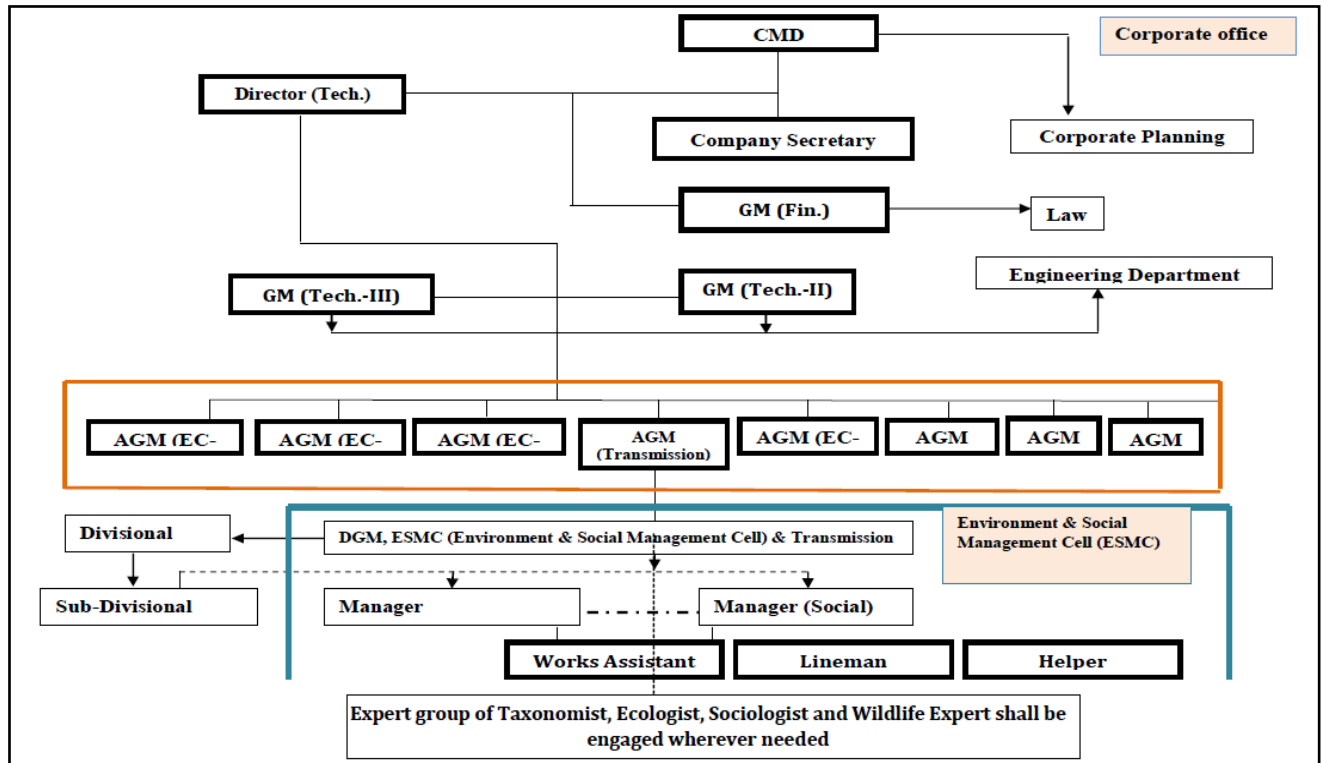 CMD
Corporate office
Director (Tech.)
Company Secretary
Corporate Planning
GM (Fin.)
Law
Engineering Department
GM (Tech.-III)
GM (Tech.-II)
AGM (EC-
AGM (EC-
AGM (EC-
AGM
(Transmission)
AGM (EC-
AGM
AGM
AGM
Environment & Social
Management Cell (ESMC)
Divisional
DGM, ESMC (Environment & Social Management Cell) & Transmission
Sub-Divisional
Manager
Manager (Social)
Works Assistant
Lineman
Helper
Expert group of Taxonomist, Ecologist, Sociologist and Wildlife Expert shall be
engaged wherever needed